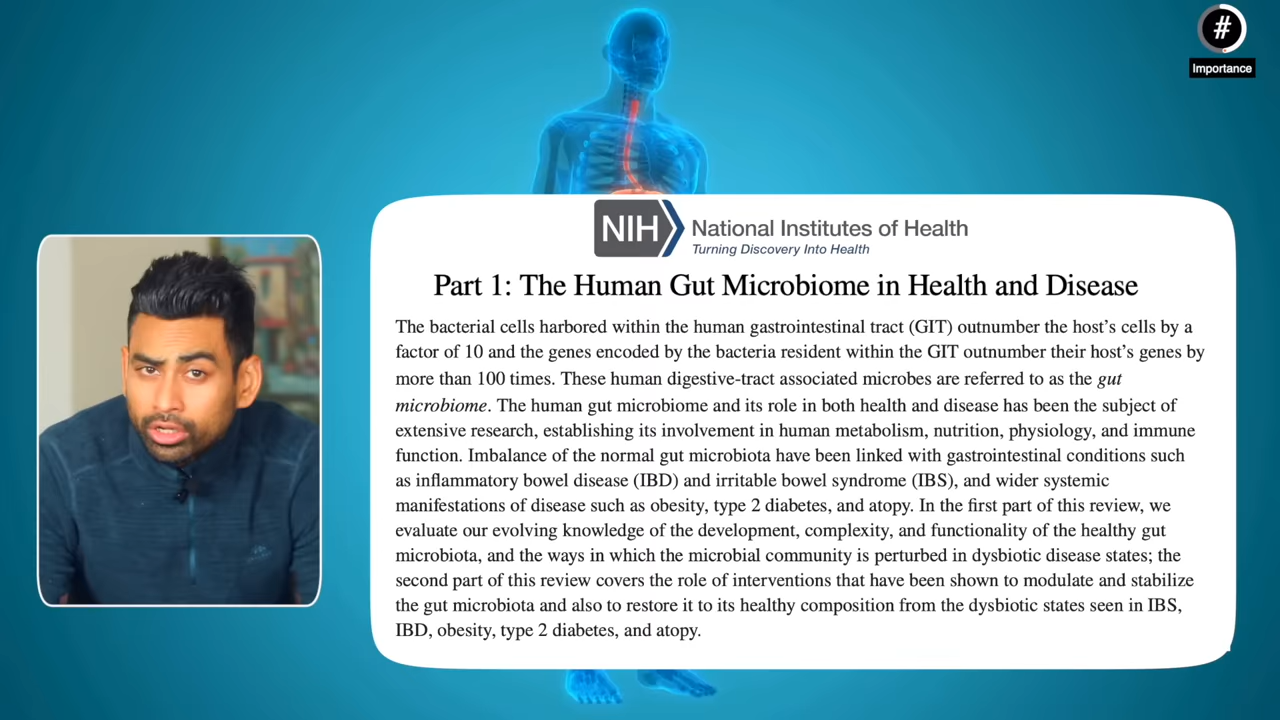 #
Importance
NIH National Institutes of Health
Turning Discovery Into Health
Part 1: The Human Gut Microbiome in Health and Disease
The bacterial cells harbored within the human gastrointestinal tract (GIT) outnumber the host's cells by a
factor of 10 and the genes encoded by the bacteria resident within the GIT outnumber their host's genes by
more than 100 times. These human digestive-tract associated microbes are referred to as the gut
microbiome. The human gut microbiome and its role in both health and disease has been the subject of
extensive research, establishing its involvement in human metabolism, nutrition, physiology, and immune
function. Imbalance of the normal gut microbiota have been linked with gastrointestinal conditions such
as inflammatory bowel disease (IBD) and irritable bowel syndrome (IBS), and wider systemic
manifestations of disease such as obesity, type 2 diabetes, and atopy. In the first part of this review, we
evaluate our evolving knowledge of the development, complexity, and functionality of the healthy gut
microbiota, and the ways in which the microbial community is perturbed in dysbiotic disease states; the
second part of this review covers the role of interventions that have been shown to modulate and stabilize
the gut microbiota and also to restore it to its healthy composition from the dysbiotic states seen in IBS,
IBD, obesity, type 2 diabetes, and atopy.